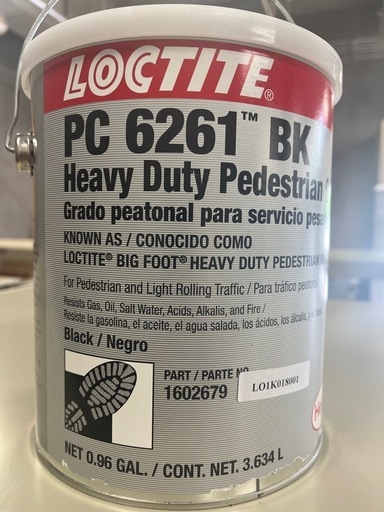 LOCTITE®
PC 6261™ BK
Heavy Duty Pedestrian
Grado peatonal para servicio
KNOWN AS / CONOCIDO COMO
LOCTITE® BIG FOOT® HEAVY DUTY PEDESTRIAN
For Pedestrian and Light Rolling Traffic / Para tráfico
Resists Gas, Oil, Salt Water, Acids, Alkalis, and Fire /
Resiste la gasolina, el aceite, el agua salada, los ácidos, los álcalis,
Black / Negro
PART / PARTE Nº
1602679
LO1K018001
NET 0.96 GAL. / CONT. NET. 3.634 L